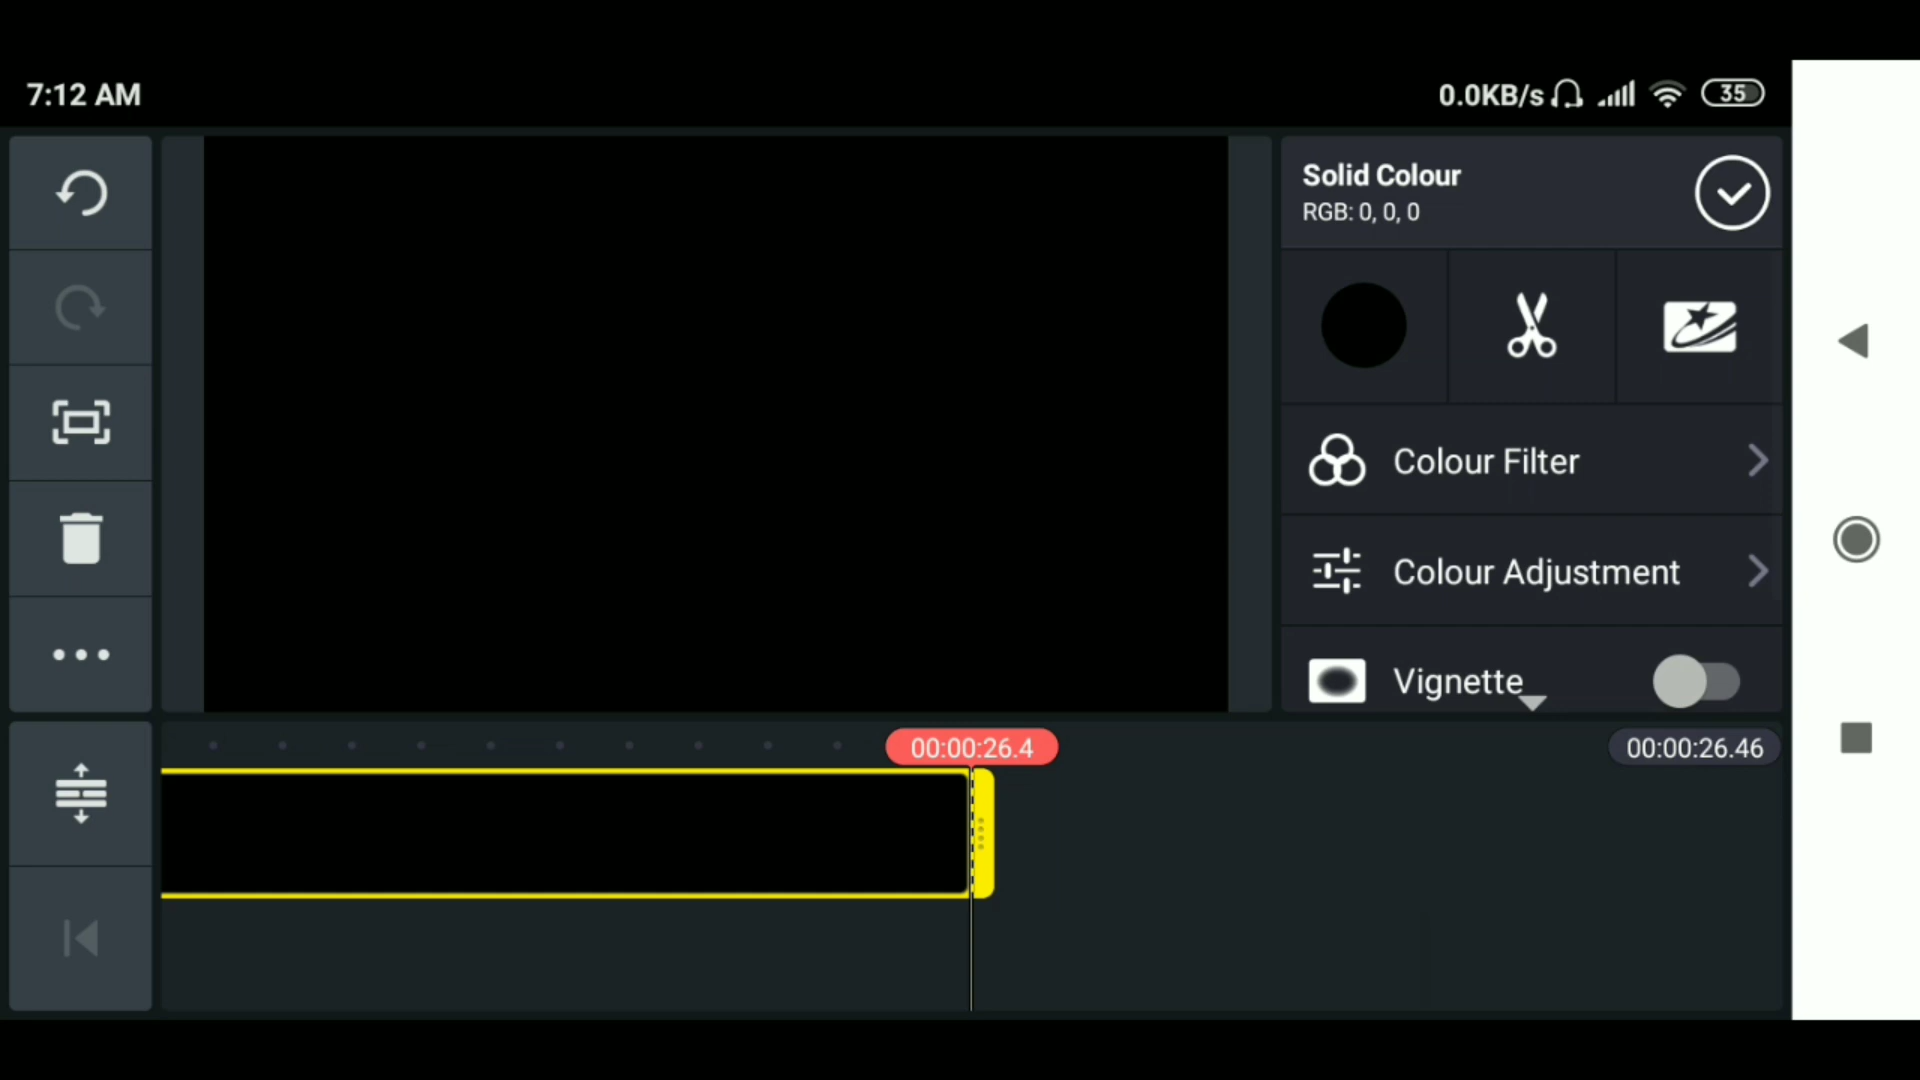 7:12 AM
0.0KB/s
35
Solid Colour
RGB: 0, 0, 0
Colour Filter
Colour Adjustment
Vignette
00:00:26.4
00:00:26.46